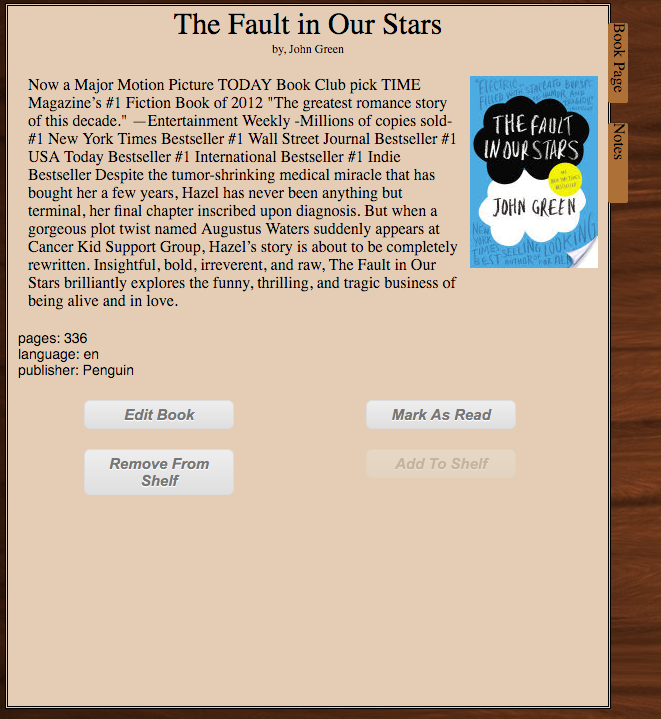 The Fault in Our Stars
by, John Green
Now a Major Motion Picture TODAY Book Club pick TIME
Magazine’s #1 Fiction Book of 2012 "The greatest romance story
of this decade." —Entertainment Weekly -Millions of copies sold-
#1 New York Times Bestseller #1 Wall Street Journal Bestseller #1
USA Today Bestseller #1 International Bestseller #1 Indie
Bestseller Despite the tumor-shrinking medical miracle that has
bought her a few years, Hazel has never been anything but
terminal, her final chapter inscribed upon diagnosis. But when a
gorgeous plot twist named Augustus Waters suddenly appears at
Cancer Kid Support Group, Hazel’s story is about to be completely
rewritten. Insightful, bold, irreverent, and raw, The Fault in Our
Stars brilliantly explores the funny, thrilling, and tragic business of
being alive and in love.
"ELECTRIC...
FILLED WITH STACCATO BURSTS
HUMOR AND
TRAGEDY"
THE FAULT
IN OUR STARS
JOHN GREEN
NEW
YORK
TIMES
SELLING
LOOKING
BEST
AUTHOR
FOR
pages: 336
language: en
publisher: Penguin
Edit Book
Mark As Read
Remove From
Shelf
Add To Shelf
Book Page
Notes